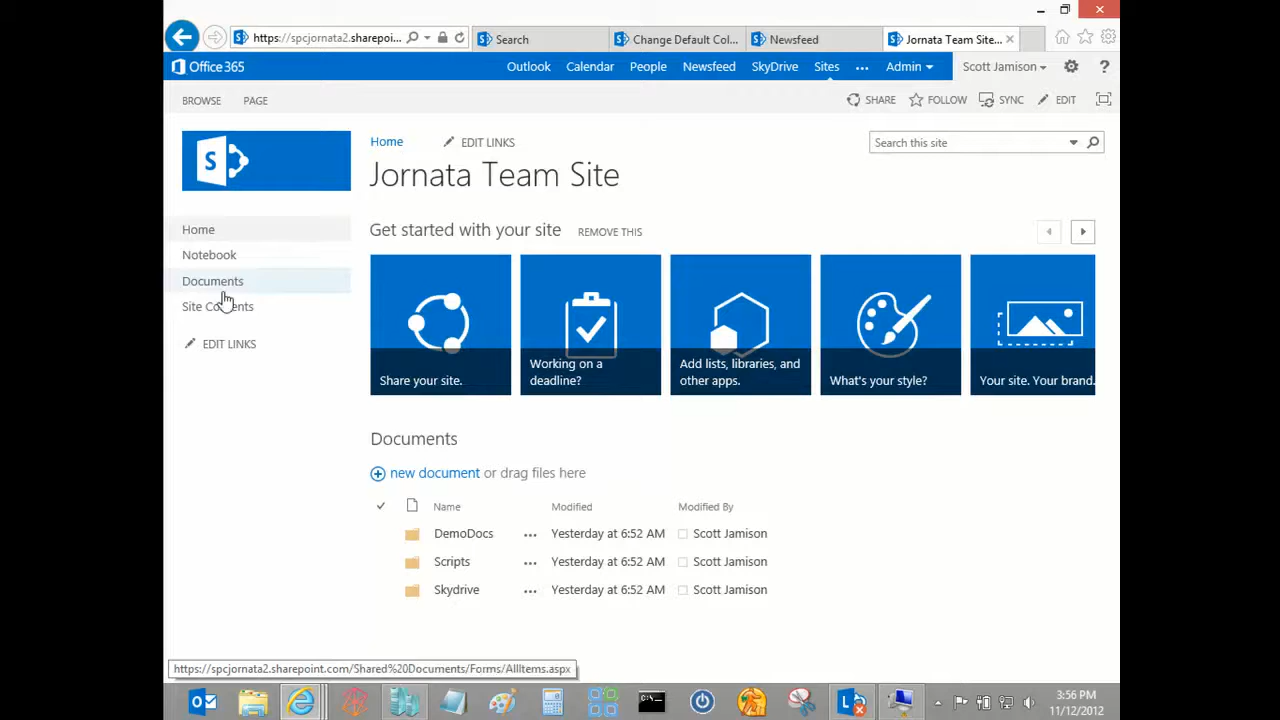 https://spcjornata2.sharepoi...
Search
Change Default Col...
Newsfeed
Jornata Team Site...
Office 365
Outlook
Calendar
People
Newsfeed
SkyDrive
Sites
...
Admin
Scott Jamison
?
BROWSE
PAGE
SHARE
FOLLOW
SYNC
EDIT
S
Home
EDIT LINKS
Search this site
Jornata Team Site
Home
Notebook
Documents
Site Contents
EDIT LINKS
Get started with your site
REMOVE THIS
Share your site.
Working on a
deadline?
Add lists, libraries, and
other apps.
What's your style?
Your site. Your brand.
Documents
new document or drag files here
Name
Modified
Modified By
DemoDocs
...
Yesterday at 6:52 AM
Scott Jamison
Scripts
...
Yesterday at 6:52 AM
Scott Jamison
Skydrive
...
Yesterday at 6:52 AM
Scott Jamison
https://spcjornata2.sharepoint.com/Shared%20Documents/Forms/AllItems.aspx
3:56 PM
11/12/2012